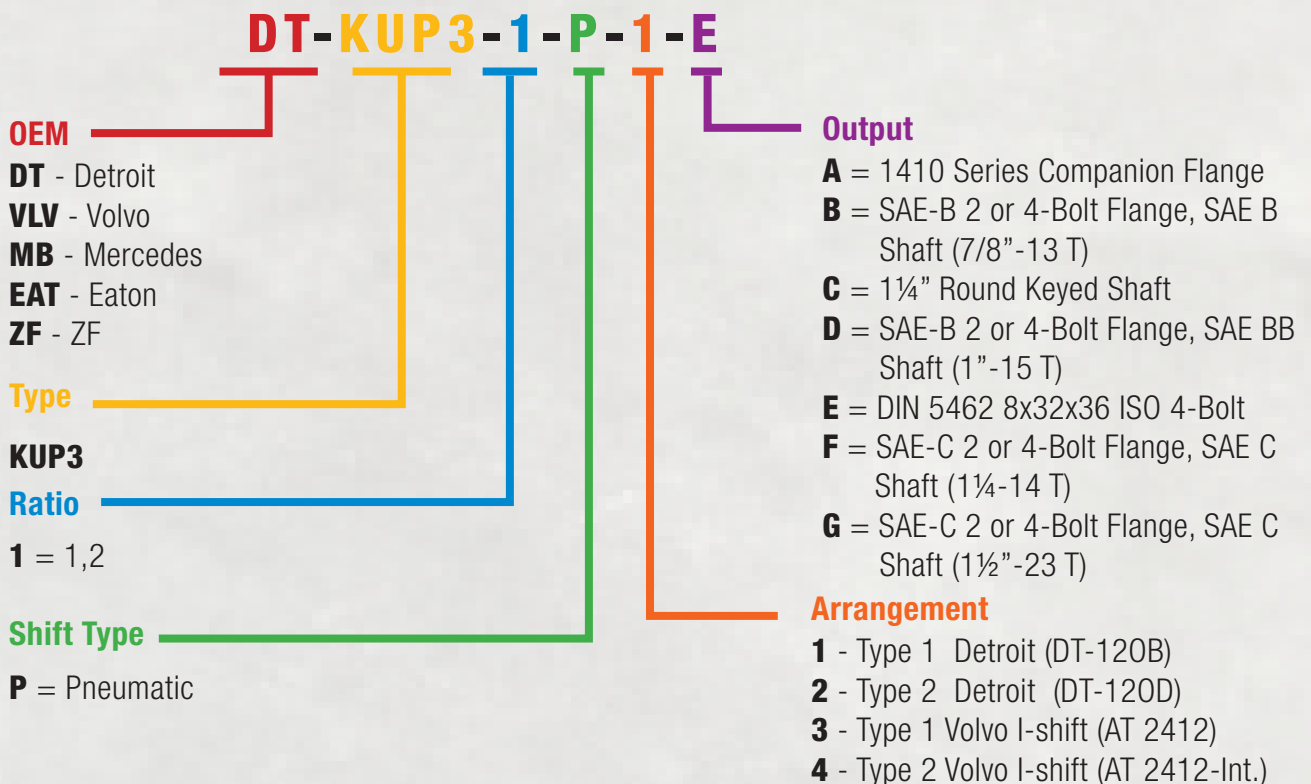 DT-KUP3-1-P-1-E
OEM
DT - Detroit
VLV - Volvo
MB - Mercedes
EAT - Eaton
ZF - ZF
Type
KUP3
Ratio
1 = 1,2
Shift Type
P = Pneumatic
Output
A = 1410 Series Companion Flange
B = SAE-B 2 or 4-Bolt Flange, SAE B
Shaft (7/8”-13 T)
C = 1¼” Round Keyed Shaft
D = SAE-B 2 or 4-Bolt Flange, SAE BB
Shaft (1”-15 T)
E = DIN 5462 8x32x36 ISO 4-Bolt
F = SAE-C 2 or 4-Bolt Flange, SAE C
Shaft (1¼-14 T)
G = SAE-C 2 or 4-Bolt Flange, SAE C
Shaft (1½”-23 T)
Arrangement
1 - Type 1 Detroit (DT-12OB)
2 - Type 2 Detroit (DT-12OD)
3 - Type 1 Volvo I-shift (AT 2412)
4 - Type 2 Volvo I-shift (AT 2412-Int.)